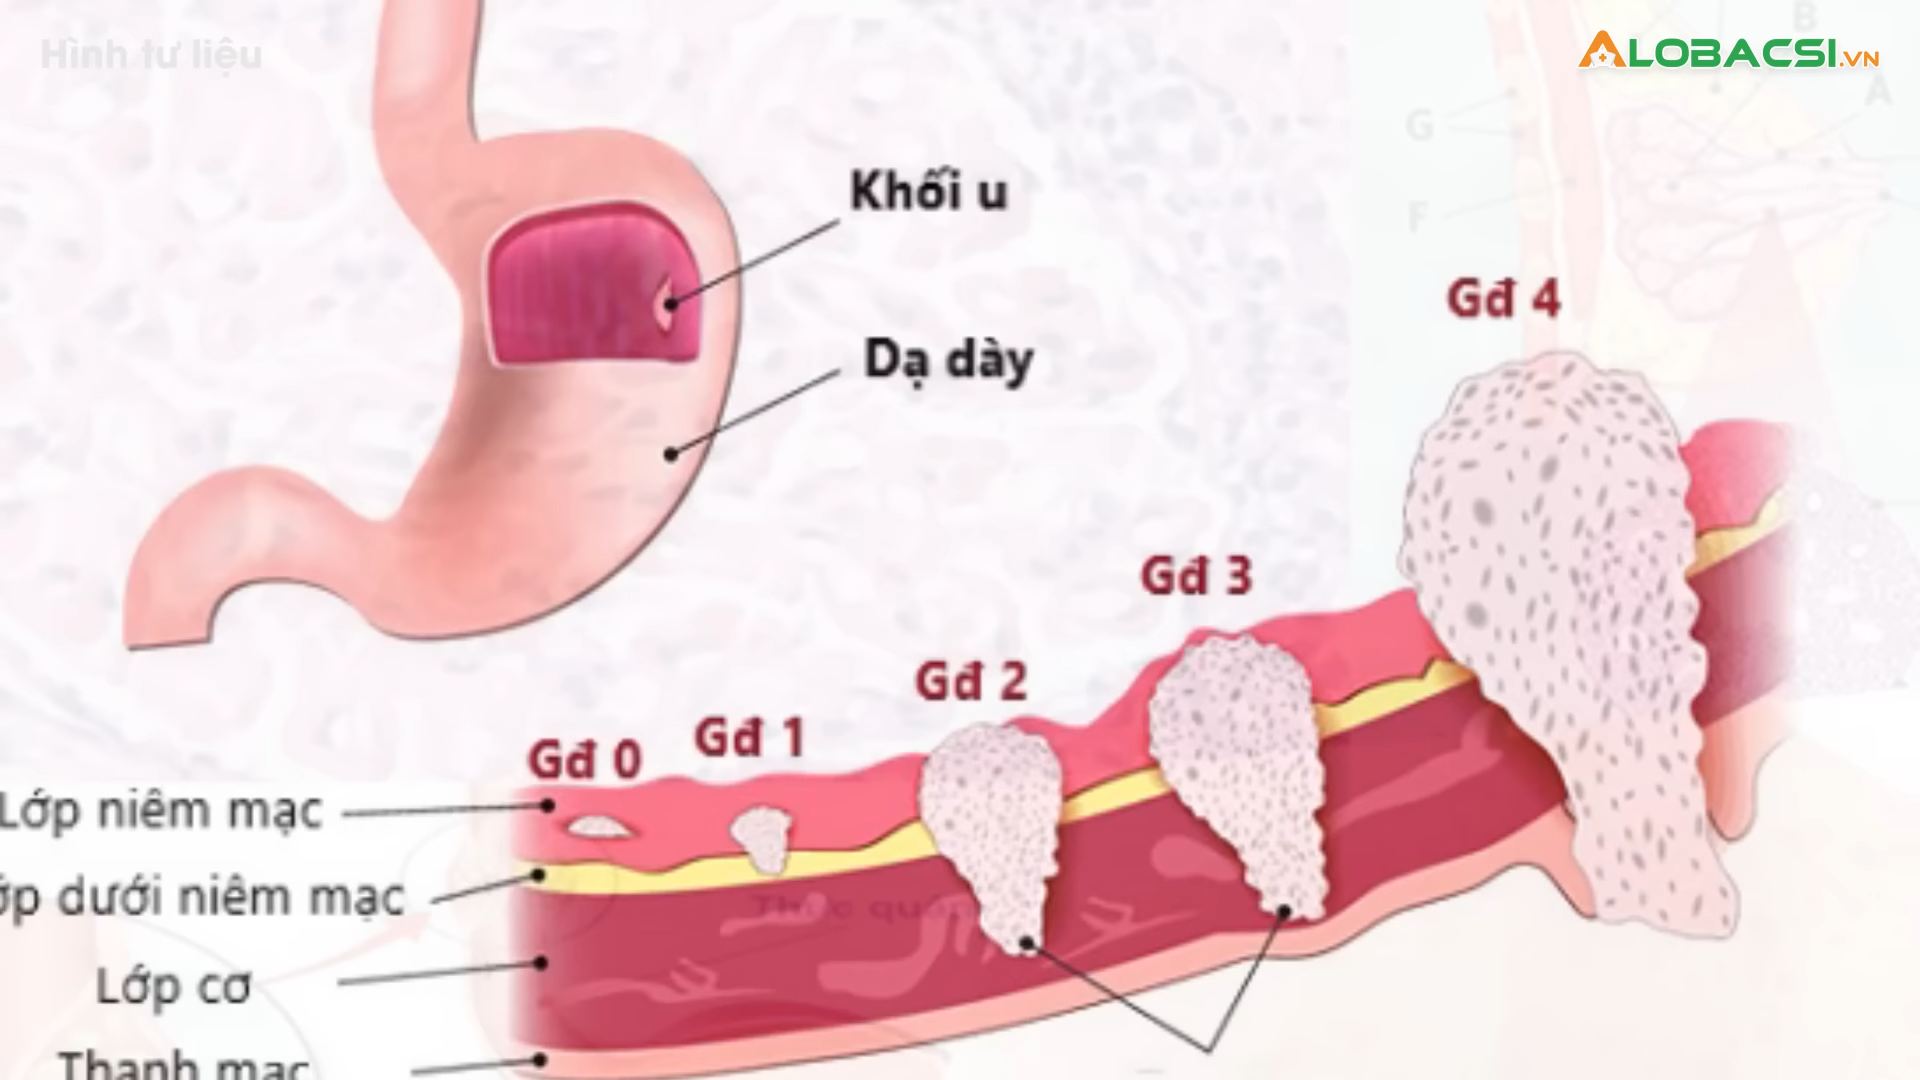 Hình tư liệu
ALOBACSI.VN
B
A
G
F
Khối u
Dạ dày
Gđ 4
Gđ 3
Gđ 2
Gđ 1
Gđ 0
Lớp niêm mạc
ớp dưới niêm mạc
Lớp cơ
Thanh mạc